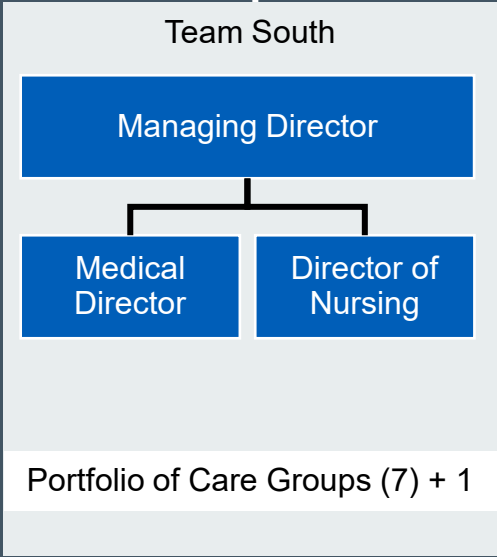 Team South
Managing Director
Medical
Director
Director of
Nursing
Portfolio of Care Groups (7) + 1